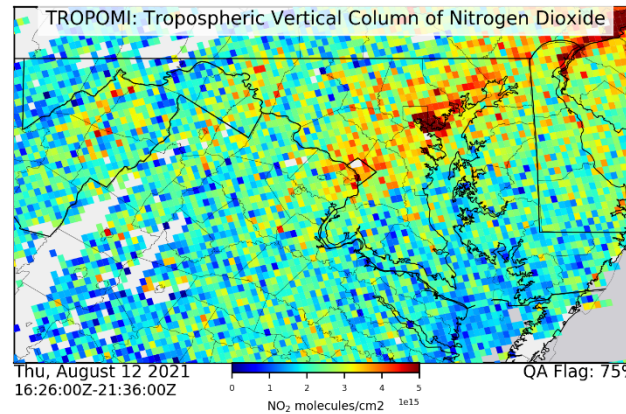 TROPOMI: Tropospheric Vertical Column of Nitrogen Dioxide
Thu, August 12 2021
16:26:00Z-21:36:00Z
QA Flag: 75%
0 1 2 3 4 5
NO2 molecules/cm2 1e15